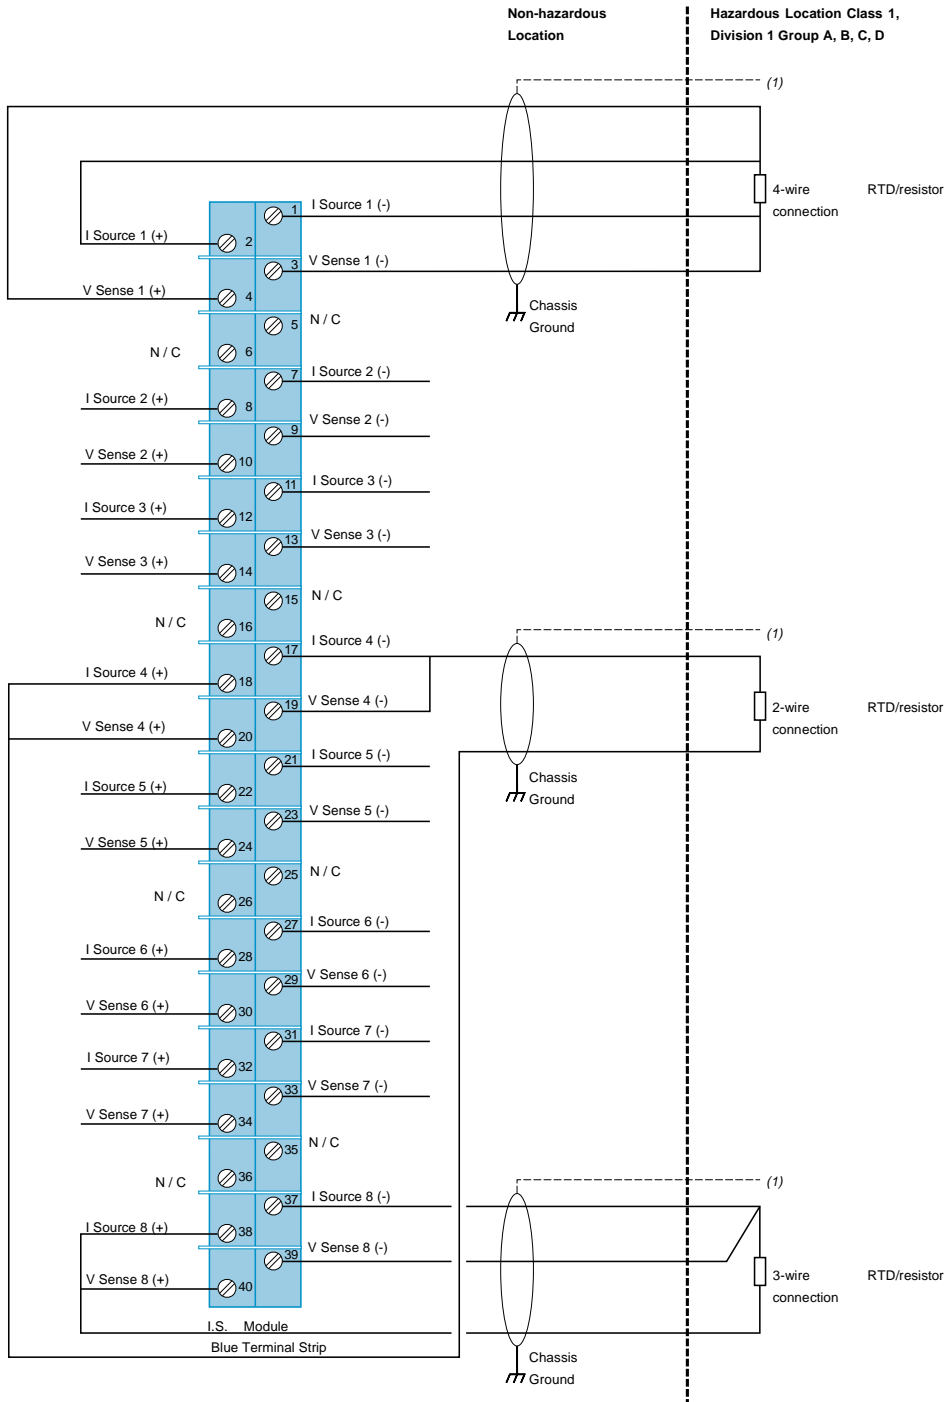 Non-hazardous
Location
Hazardous Location Class 1,
Division 1 Group A, B, C, D
(1)
4-wire
connection
RTD/resistor
I Source 1 (-)
1
I Source 1 (+)
2
V Sense 1 (-)
3
V Sense 1 (+)
4
Chassis
Ground
N / C
5
N / C
6
I Source 2 (-)
7
I Source 2 (+)
8
V Sense 2 (-)
9
V Sense 2 (+)
10
I Source 3 (-)
11
I Source 3 (+)
12
V Sense 3 (-)
13
V Sense 3 (+)
14
N / C
15
N / C
16
(1)
I Source 4 (-)
17
I Source 4 (+)
18
V Sense 4 (-)
19
2-wire
connection
RTD/resistor
V Sense 4 (+)
20
I Source 5 (-)
21
Chassis
Ground
I Source 5 (+)
22
V Sense 5 (-)
23
V Sense 5 (+)
24
N / C
25
N / C
26
I Source 6 (-)
27
I Source 6 (+)
28
V Sense 6 (-)
29
V Sense 6 (+)
30
I Source 7 (-)
31
I Source 7 (+)
32
V Sense 7 (-)
33
V Sense 7 (+)
34
N / C
35
N / C
36
(1)
I Source 8 (-)
37
I Source 8 (+)
38
V Sense 8 (-)
39
V Sense 8 (+)
40
3-wire
connection
RTD/resistor
I.S. Module
Blue Terminal Strip
Chassis
Ground